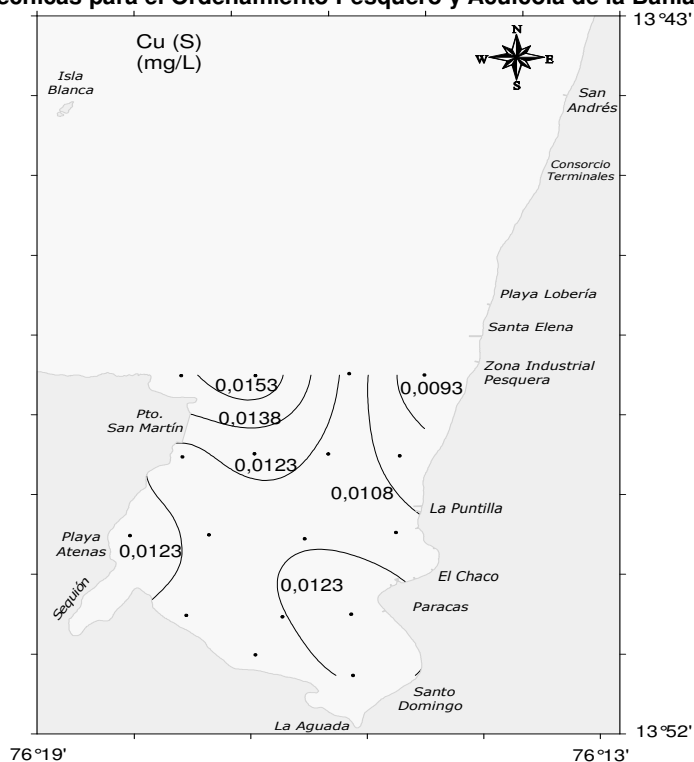 écnicas para el Ordenamiento Pesquero y Acuícola de la Bahía
13°43'
Cu (S)
(mg/L)
N
W
E
S
Isla
Blanca
San
Andrés
Consorcio
Terminales
Playa Lobería
Santa Elena
Zona Industrial
Pesquera
0,0153
0,0093
0,0138
Pto.
San Martín
0,0123
0,0108
La Puntilla
Playa
Atenas
0,0123
0,0123
El Chaco
Sequión
Paracas
Santo
Domingo
La Aguada
13°52'
76°19'
76°13'